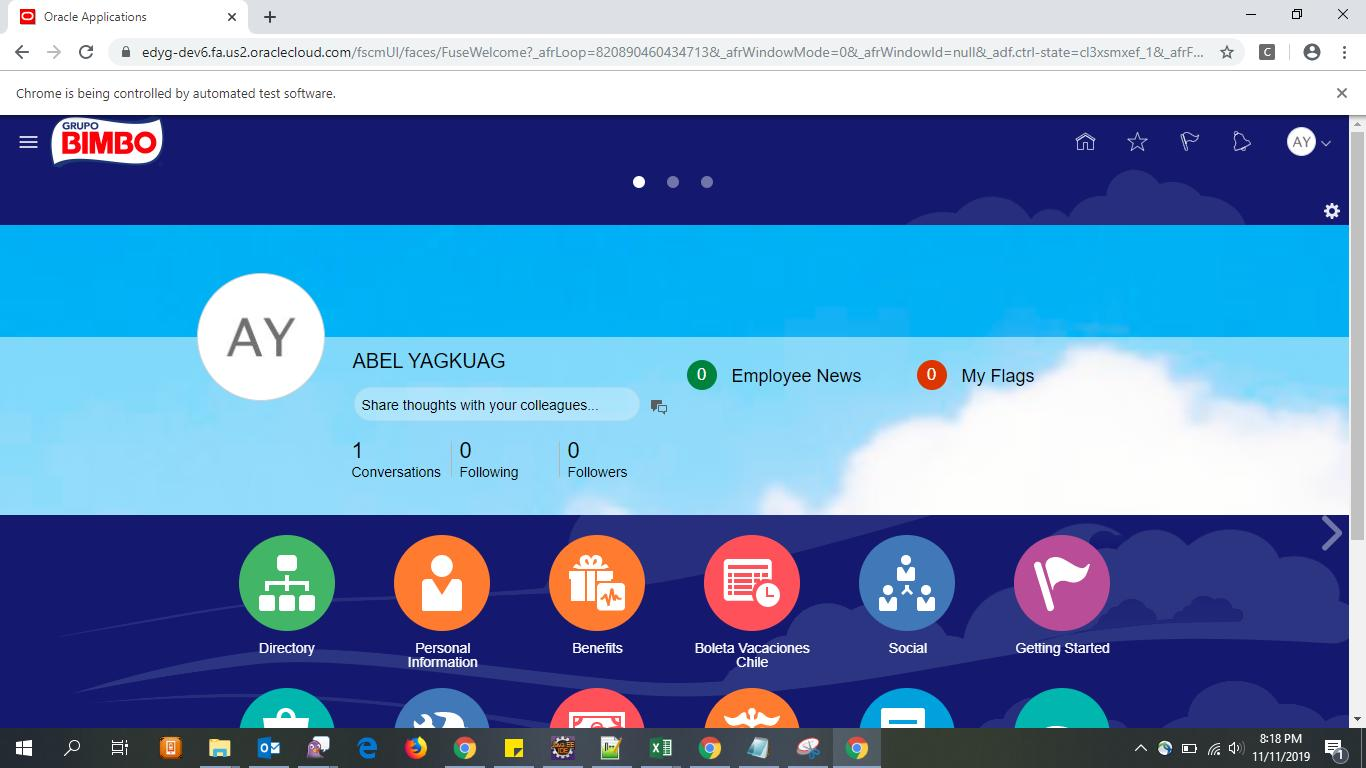 Oracle Applications
edyg-dev6.fa.us2.oraclecloud.com/fscmUI/faces/FuseWelcome?_afrLoop=8208904604347138&_afrWindowMode=0&_afrWindowId=null&_adf.ctrl-state=cl3xsmxef_1&_afrF...
C
Chrome is being controlled by automated test software.
GRUPO
BIMBO
AY
AY
ABEL YAGKUAG
0 Employee News
0 My Flags
Share thoughts with your colleagues...
1 0 0
Conversations Following Followers
Directory
Personal
Information
Benefits
Boleta Vacaciones
Chile
Social
Getting Started
8:18 PM
11/11/2019
1